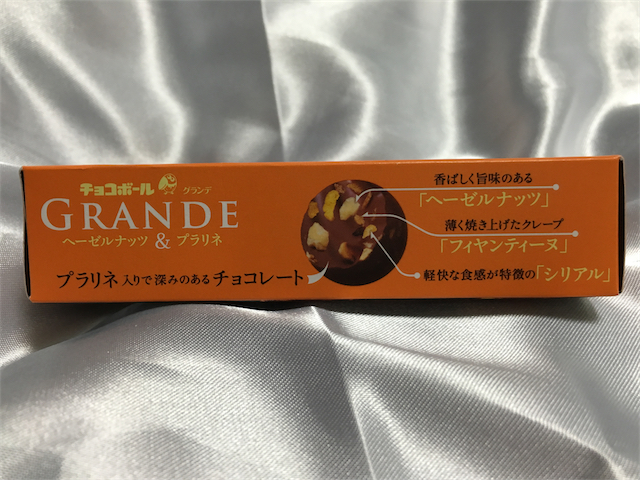 チョコボール グランデ
GRANDE
ヘーゼルナッツ & プラリネ
プラリネ入りで深みのあるチョコレート
香ばしく旨味のある
「ヘーゼルナッツ」
薄く焼き上げたクレープ
「フィヤンティーヌ」
軽快な食感が特徴の「シリアル」